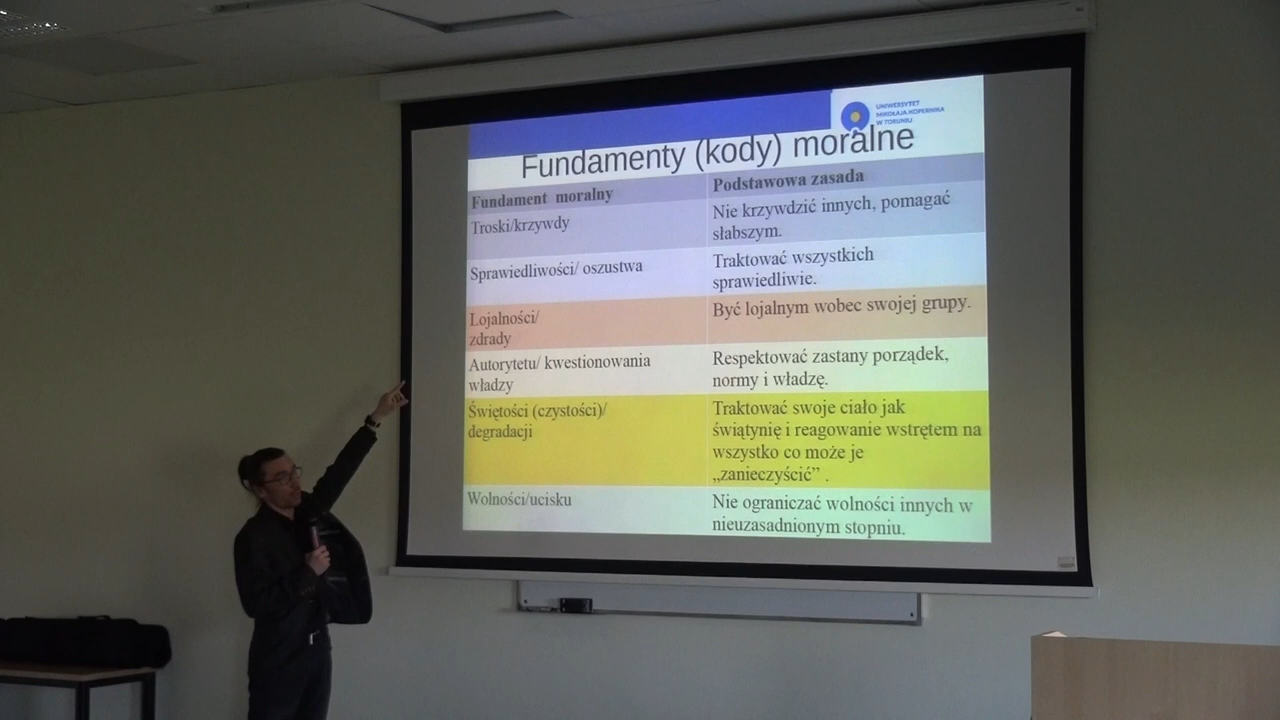 UNIWERSYTET
MIKOŁAJA KOPERNIKA
W TORUNIU
Fundamenty (kody) moralne
Fundament moralny
Podstawowa zasada
Troski/krzywdy
Nie krzywdzić innych, pomagać
słabszym.
Sprawiedliwości/ oszustwa
Traktować wszystkich
sprawiedliwie.
Lojalności/
zdrady
Być lojalnym wobec swojej grupy.
Autorytetu/ kwestionowania
władzy
Respektować zastany porządek,
normy i władzę.
Świętości (czystości)/
degradacji
Traktować swoje ciało jak
świątynię i reagowanie wstrętem na
wszystko co może je
„zanieczyścić” .
Wolności/ucisku
Nie ograniczać wolności innych w
nieuzasadnionym stopniu.